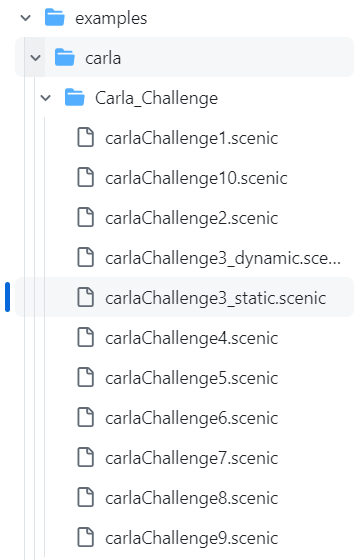 examples
carla
Carla_Challenge
carlaChallenge1.scenic
carlaChallenge10.scenic
carlaChallenge2.scenic
carlaChallenge3_dynamic.sce...
carlaChallenge3_static.scenic
carlaChallenge4.scenic
carlaChallenge5.scenic
carlaChallenge6.scenic
carlaChallenge7.scenic
carlaChallenge8.scenic
carlaChallenge9.scenic